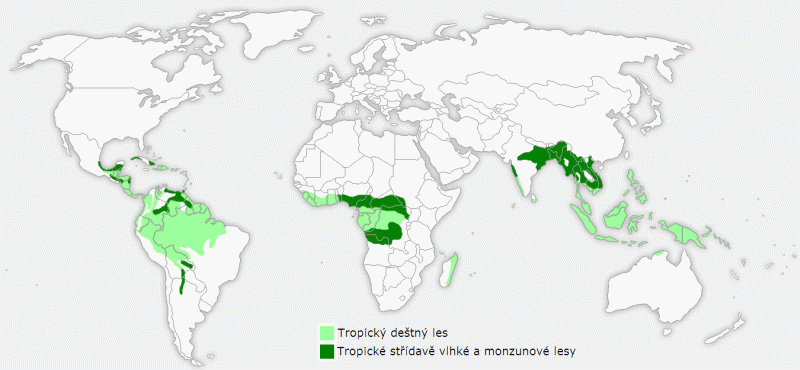 Tropický deštný les
Tropické střídavě vlhké a monzunové lesy